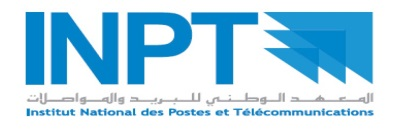 INPT
المعهد الوطني للبريد والمواصلات
Institut National des Postes et Télécommunications